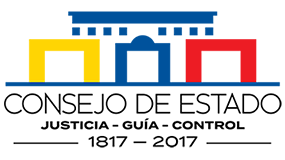 CONSEJO DE ESTADO
JUSTICIA - GUÍA - CONTROL
1817 - 2017